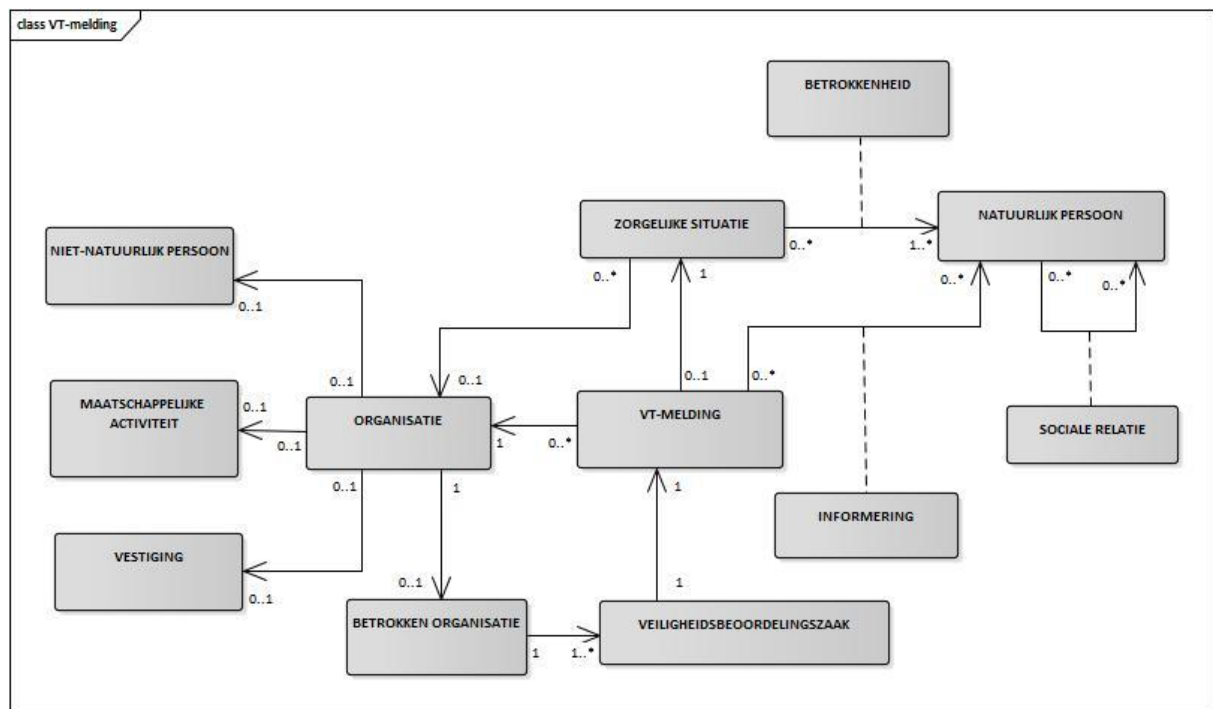 class VT-melding
BETROKKENHEID
ZORGELIJKE SITUATIE
NATUURLIJK PERSOON
0..*
1..*
NIET-NATUURLIJK PERSOON
0..1
0..*
1
0..*
0..*
0..*
0..1
0..1
0..1
0..*
MAATSCHAPPELIJKE
ACTIVITEIT
0..1
0..1
ORGANISATIE
1
0..*
VT-MELDING
SOCIALE RELATIE
0..1
1
1
INFORMERING
VESTIGING
0..1
0..1
1
BETROKKEN ORGANISATIE
1
1..*
VEILIGHEIDSBEOORDELINGSZAAK